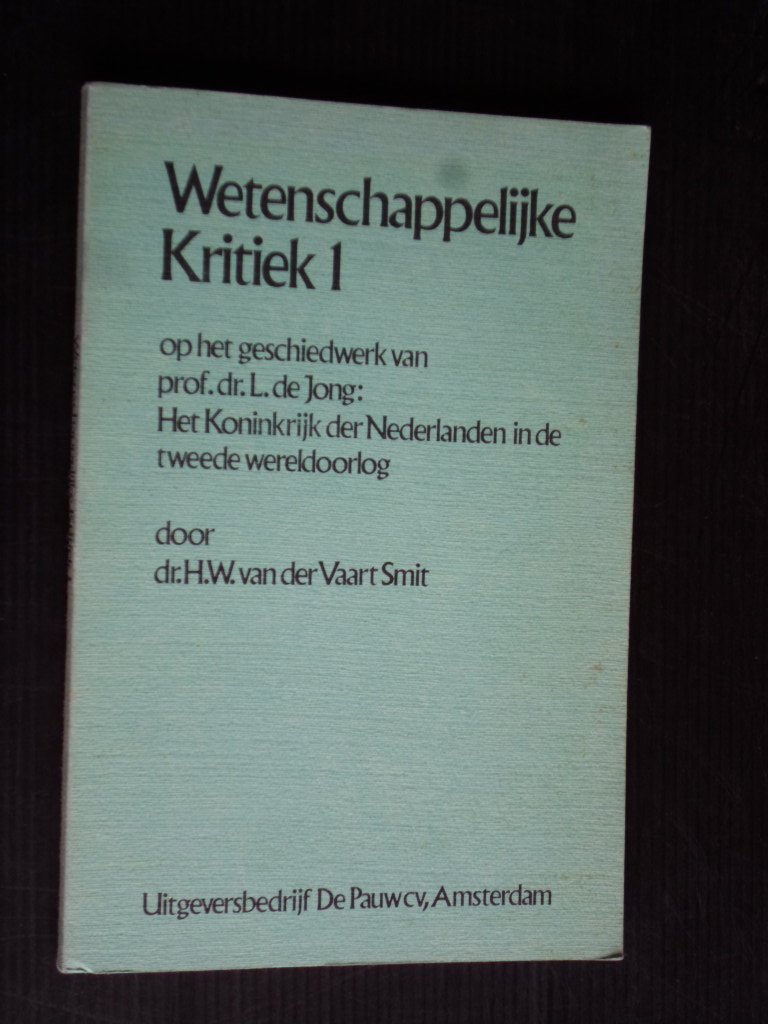 Wetenschappelijke
Kritiek 1
op het geschiedwerk van
prof. dr. L. de Jong:
Het Koninkrijk der Nederlanden in de
tweede wereldoorlog
door
dr. H.W. van der Vaart Smit
Uitgeversbedrijf De Pauw cv, Amsterdam